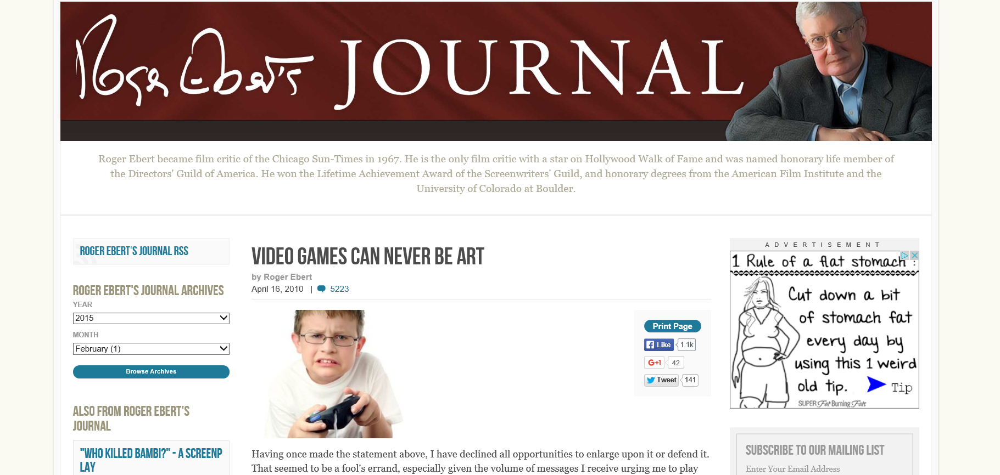 Roger Ebert's JOURNAL
Roger Ebert became film critic of the Chicago Sun-Times in 1967. He is the only film critic with a star on Hollywood Walk of Fame and was named honorary life member of
the Directors' Guild of America. He won the Lifetime Achievement Award of the Screenwriters' Guild, and honorary degrees from the American Film Institute and the
University of Colorado at Boulder.
ROGER EBERT'S JOURNAL RSS
ROGER EBERT'S JOURNAL ARCHIVES
YEAR
2015
MONTH
February (1)
Browse Archives
ALSO FROM ROGER EBERT'S
JOURNAL
"WHO KILLED BAMBI?" - A SCREENP
LAY
VIDEO GAMES CAN NEVER BE ART
by Roger Ebert
April 16, 2010 | 5223
Print Page
Like 1.1k
G+1 42
Tweet 141
Having once made the statement above, I have declined all opportunities to enlarge upon it or defend it.
That seemed to be a fool's errand, especially given the volume of messages I receive urging me to play
ADVERTISEMENT
1 Rule of a flat stomach :
Cut down a bit
of stomach fat
every day by
using this 1 weird
old tip.
Tip
SUPER Fat Burning Fats
SUBSCRIBE TO OUR MAILING LIST
Enter Your Email Address